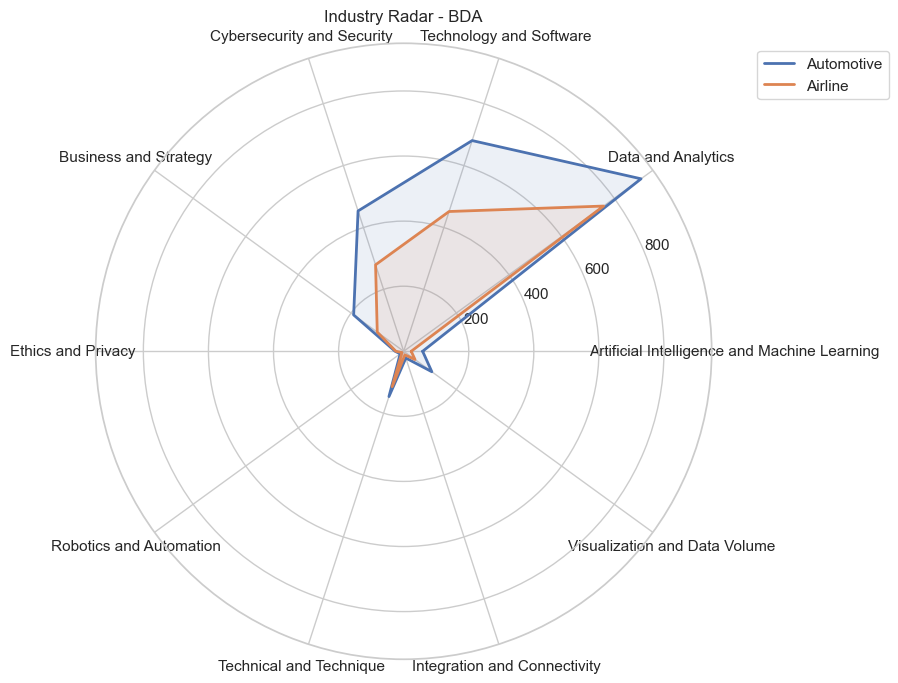 Industry Radar - BDA
Cybersecurity and Security
Technology and Software
Automotive
Airline
Business and Strategy
Data and Analytics
800
600
400
200
Ethics and Privacy
Artificial Intelligence and Machine Learning
Robotics and Automation
Visualization and Data Volume
Technical and Technique
Integration and Connectivity